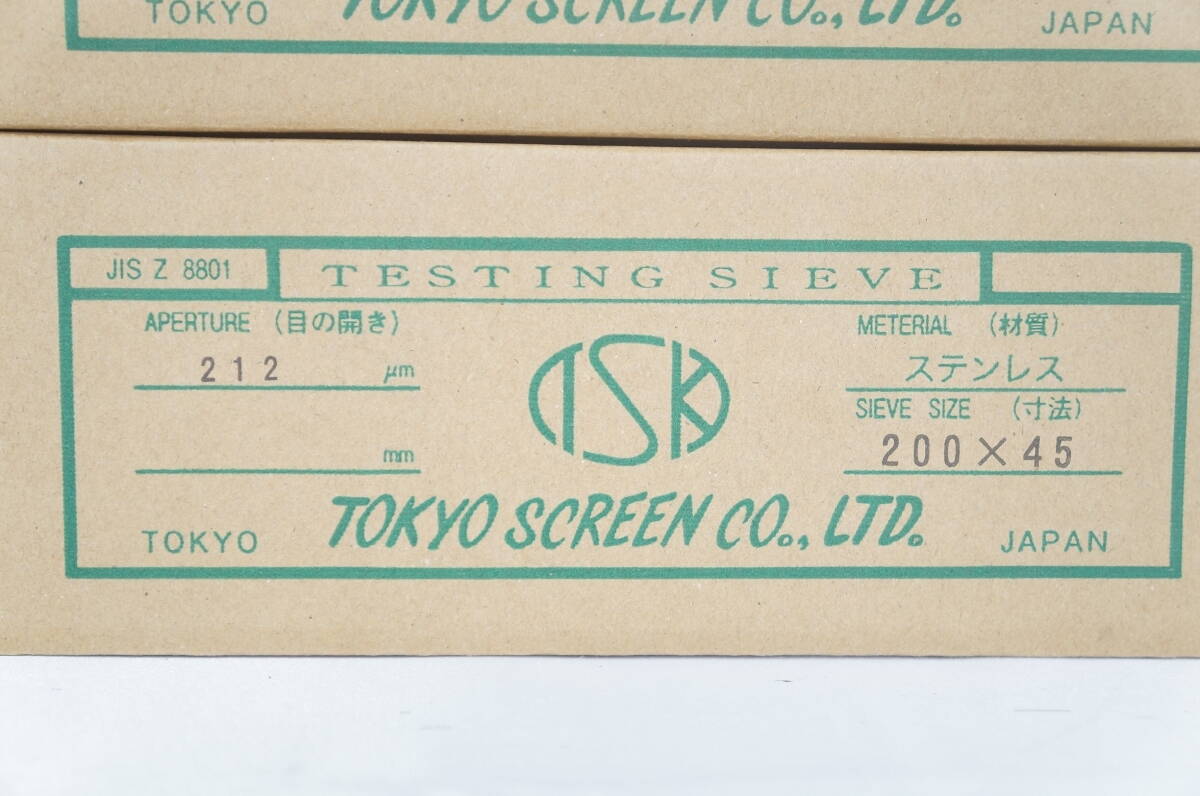 TOKYO TOKYO SCREEN CO., LTD. JAPAN
JIS Z 8801 TESTING SIEVE
APERTURE (目の開き)
212 μm
mm
TSK
METERIAL (材質)
ステンレス
SIEVE SIZE (寸法)
200×45
TOKYO TOKYO SCREEN CO., LTD. JAPAN